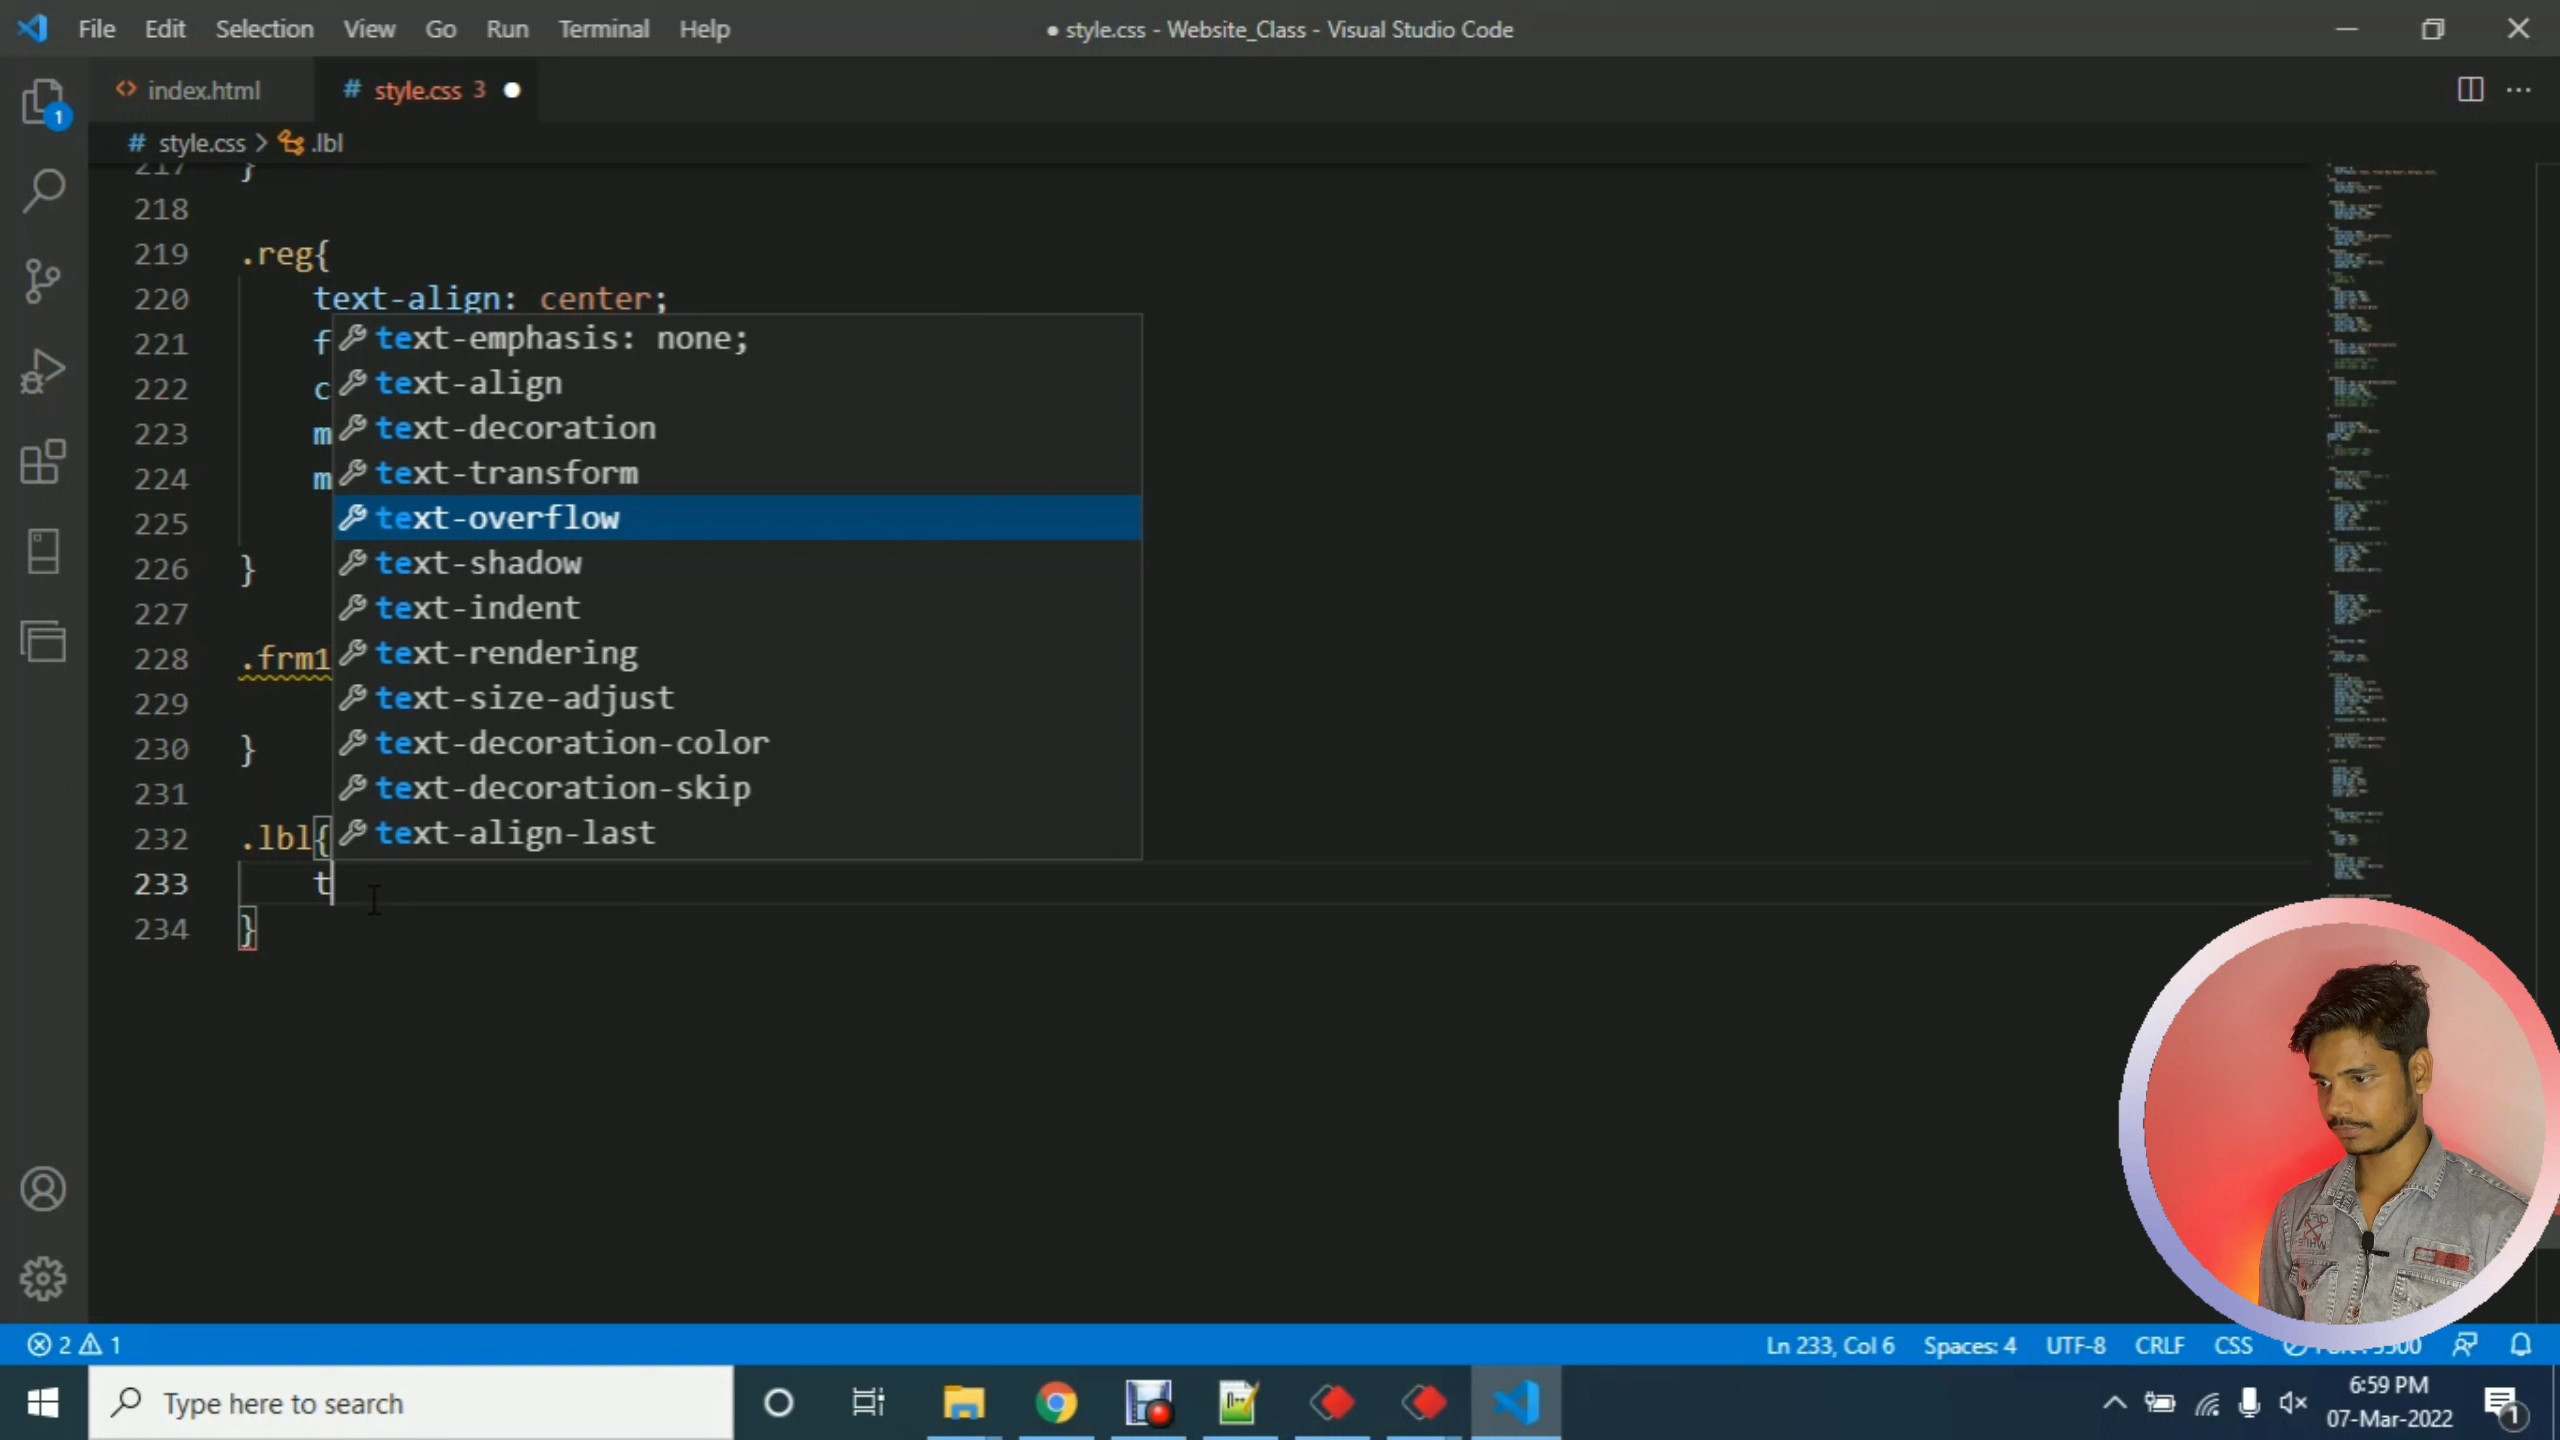 File Edit Selection View Go Run Terminal Help
● style.css - Website_Class - Visual Studio Code
index.html
# style.css 3
# style.css > .lbl
217 }
218
219 .reg{
220 text-align: center;
221 f
222 c
223 m
224 m
225
226 }
227
228 .frm1
229
230 }
231
232 .lbl{
233 t
234 }
text-emphasis: none;
text-align
text-decoration
text-transform
text-overflow
text-shadow
text-indent
text-rendering
text-size-adjust
text-decoration-color
text-decoration-skip
text-align-last
1
2 1
Ln 233, Col 6 Spaces: 4 UTF-8 CRLF CSS
Type here to search
6:59 PM
07-Mar-2022
1